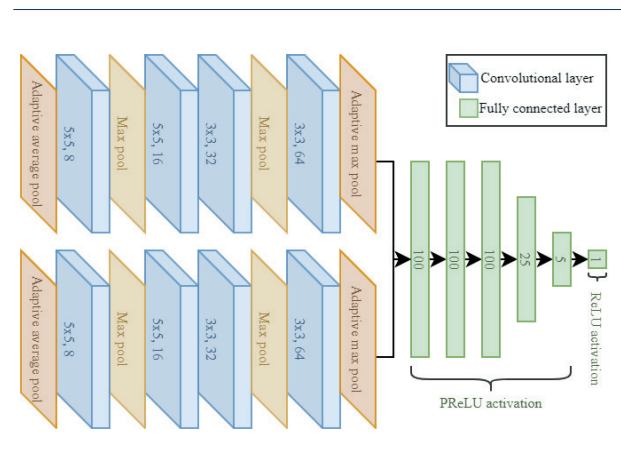 Adaptive average pool
5x5, 8
Max pool
5x5, 16
3x3, 32
Max pool
3x3, 64
Adaptive max pool
Convolutional layer
Fully connected layer
100
100
100
25
5
1
ReLU activation
PReLU activation
Adaptive average pool
5x5, 8
Max pool
5x5, 16
3x3, 32
Max pool
3x3, 64
Adaptive max pool